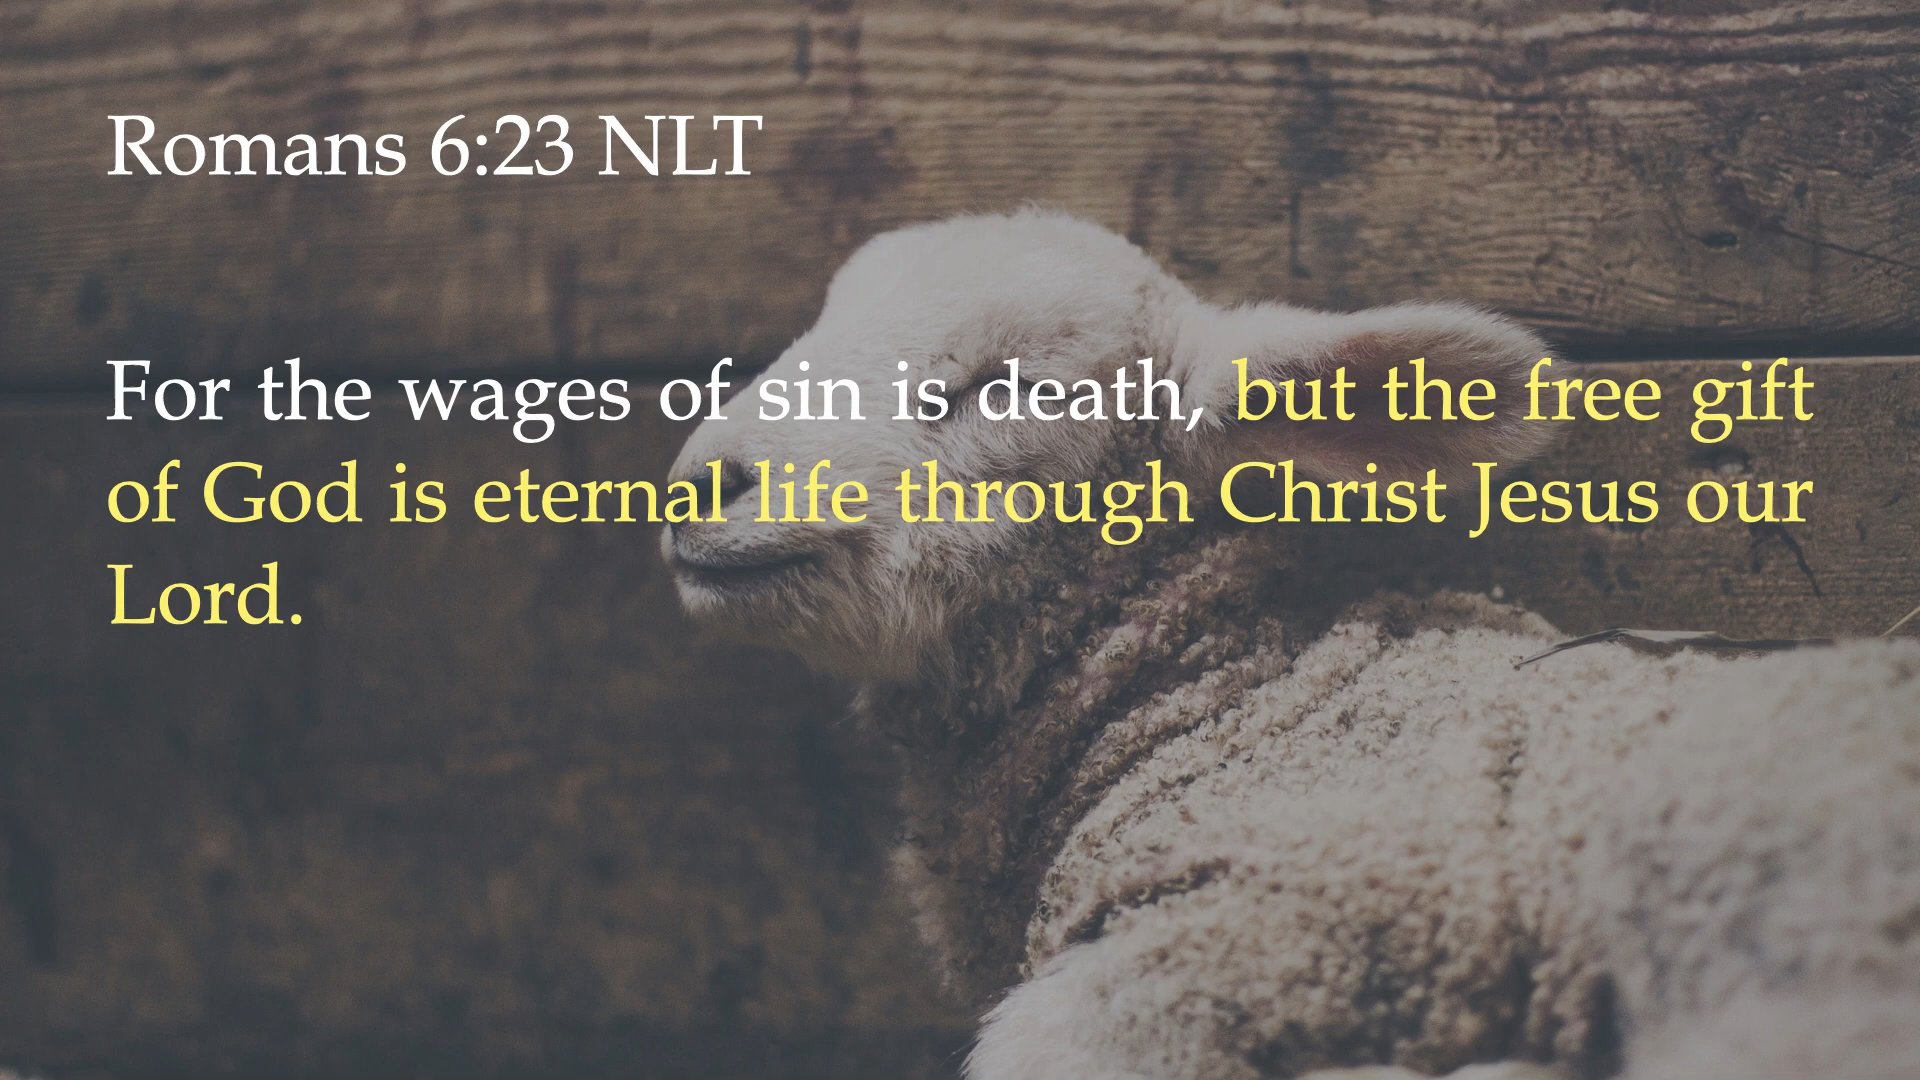 Romans 6:23 NLT
For the wages of sin is death, but the free gift
of God is eternal life through Christ Jesus our
Lord.